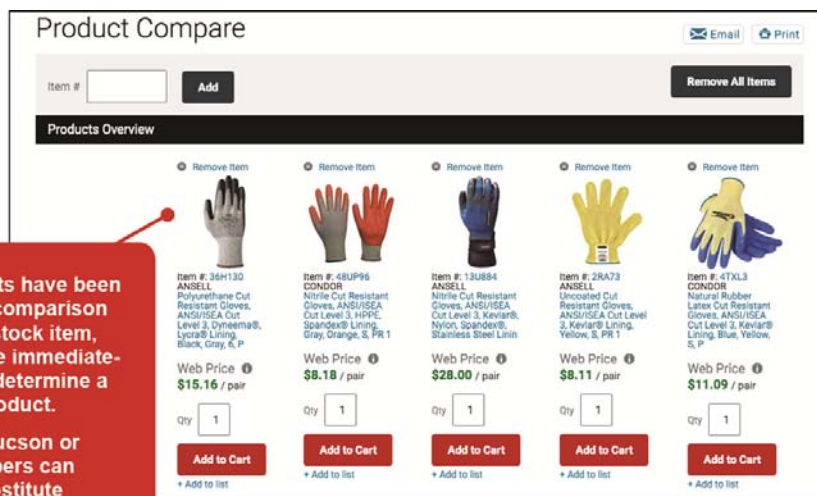 Product Compare
Email
Print
Item #
Add
Remove All Items
Products Overview
Remove Item
Item #: 36H130
ANSELL
Polyurethane Cut
Resistant Gloves,
ANSI/ISEA Cut
Level 3, Dyneema®,
Lycra® Lining,
Black, Gray, 6, P
Web Price
$15.16 / pair
Qty 1
Add to Cart
+ Add to list
Remove Item
Item #: 48UP96
CONDOR
Nitrile Cut Resistant
Gloves, ANSI/ISEA
Cut Level 3, HPPE,
Spandex® Lining,
Gray, Orange, S, PR 1
Web Price
$8.18 / pair
Qty 1
Add to Cart
+ Add to list
Remove Item
Item #: 13U884
ANSELL
Nitrile Cut Resistant
Gloves, ANSI/ISEA
Cut Level 3, Kevlar®,
Nylon, Spandex®,
Stainless Steel Linin
Web Price
$28.00 / pair
Qty 1
Add to Cart
+ Add to list
Remove Item
Item #: 2RA73
ANSELL
Uncoated Cut
Resistant Gloves,
ANSI/ISEA Cut Level
3, Kevlar® Lining,
Yellow, S, PR 1
Web Price
$8.11 / pair
Qty 1
Add to Cart
+ Add to list
Remove Item
Item #: 4TXL3
CONDOR
Natural Rubber
Latex Cut Resistant
Gloves, ANSI/ISEA
Cut Level 3, Kevlar®
Lining, Blue, Yellow,
S, P
Web Price
$11.09 / pair
Qty 1
Add to Cart
+ Add to list
ts have been
comparison
stock item,
e immediate-
determine a
oduct.
ucson or
pers can
stitute